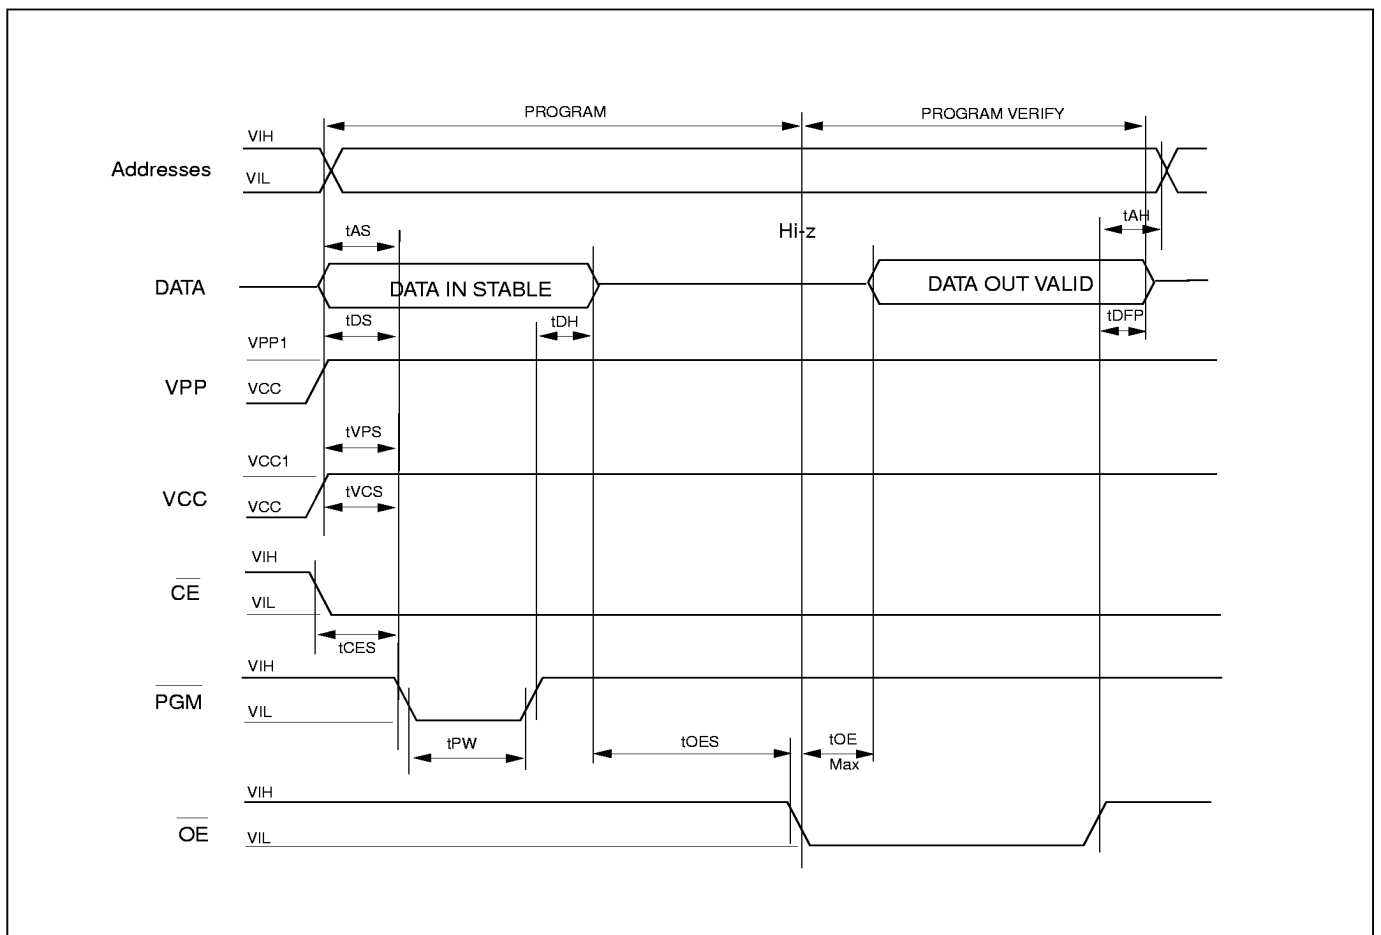 PROGRAM PROGRAM VERIFY
VIH
Addresses
VIL
tAS Hi-z tAH
DATA DATA IN STABLE DATA OUT VALID
tDS tDH tDFP
VPP1
VPP VCC
tVPS
VCC1
VCC VCC tVCS
VIH
CE
VIL
tCES
VIH
PGM
VIL
tPW tOES tOE
Max
VIH
OE
VIL